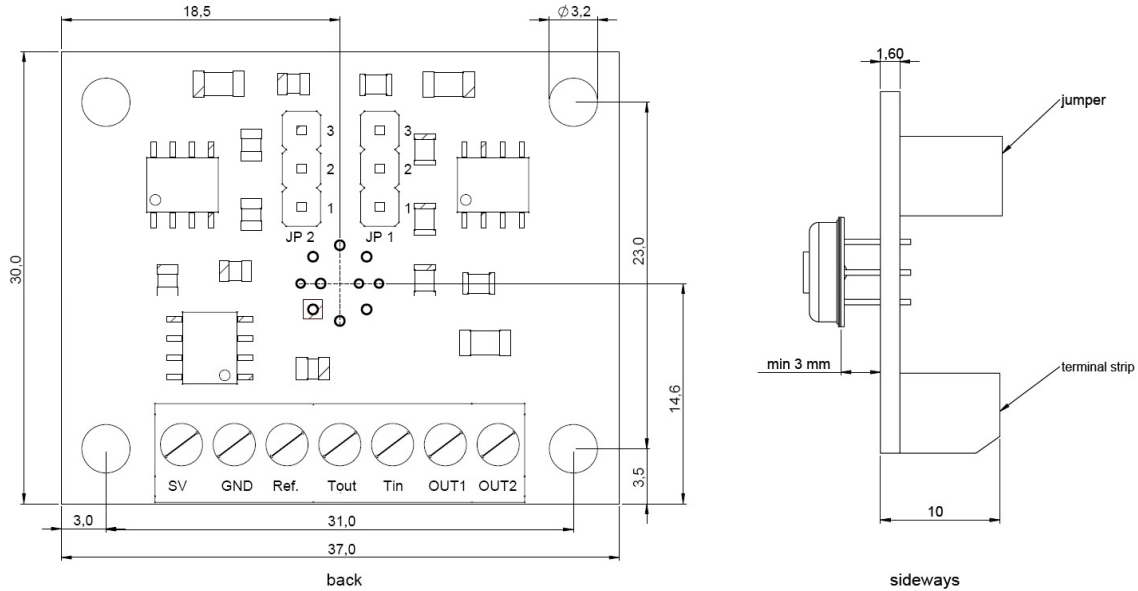 18,5
∅3,2
1,60
jumper
3
3
2
2
1
1
JP 2
JP 1
30,0
23,0
min 3 mm
terminal strip
14,6
SV
GND
Ref.
Tout
Tin
OUT1
OUT2
3,5
3,0
31,0
10
37,0
back
sideways